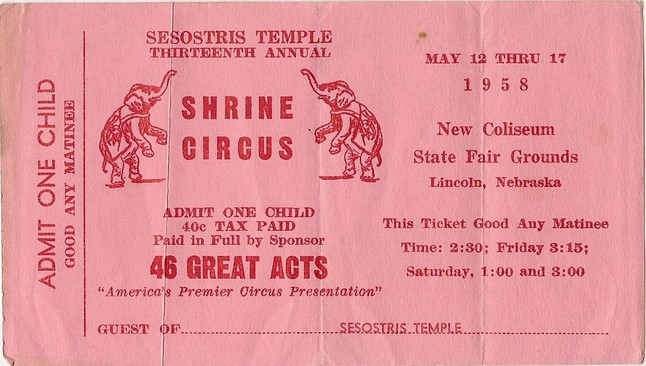 ADMIT ONE CHILD
GOOD ANY MATINEE
SESOSTRIS TEMPLE
THIRTEENTH ANNUAL
SHRINE
CIRCUS
ADMIT ONE CHILD
40c TAX PAID
Paid in Full by Sponsor
46 GREAT ACTS
"America's Premier Circus Presentation"
MAY 12 THRU 17
1958
New Coliseum
State Fair Grounds
Lincoln, Nebraska
This Ticket Good Any Matinee
Time: 2:30; Friday 3:15;
Saturday, 1:00 and 3:00
GUEST OF SESOSTRIS TEMPLE